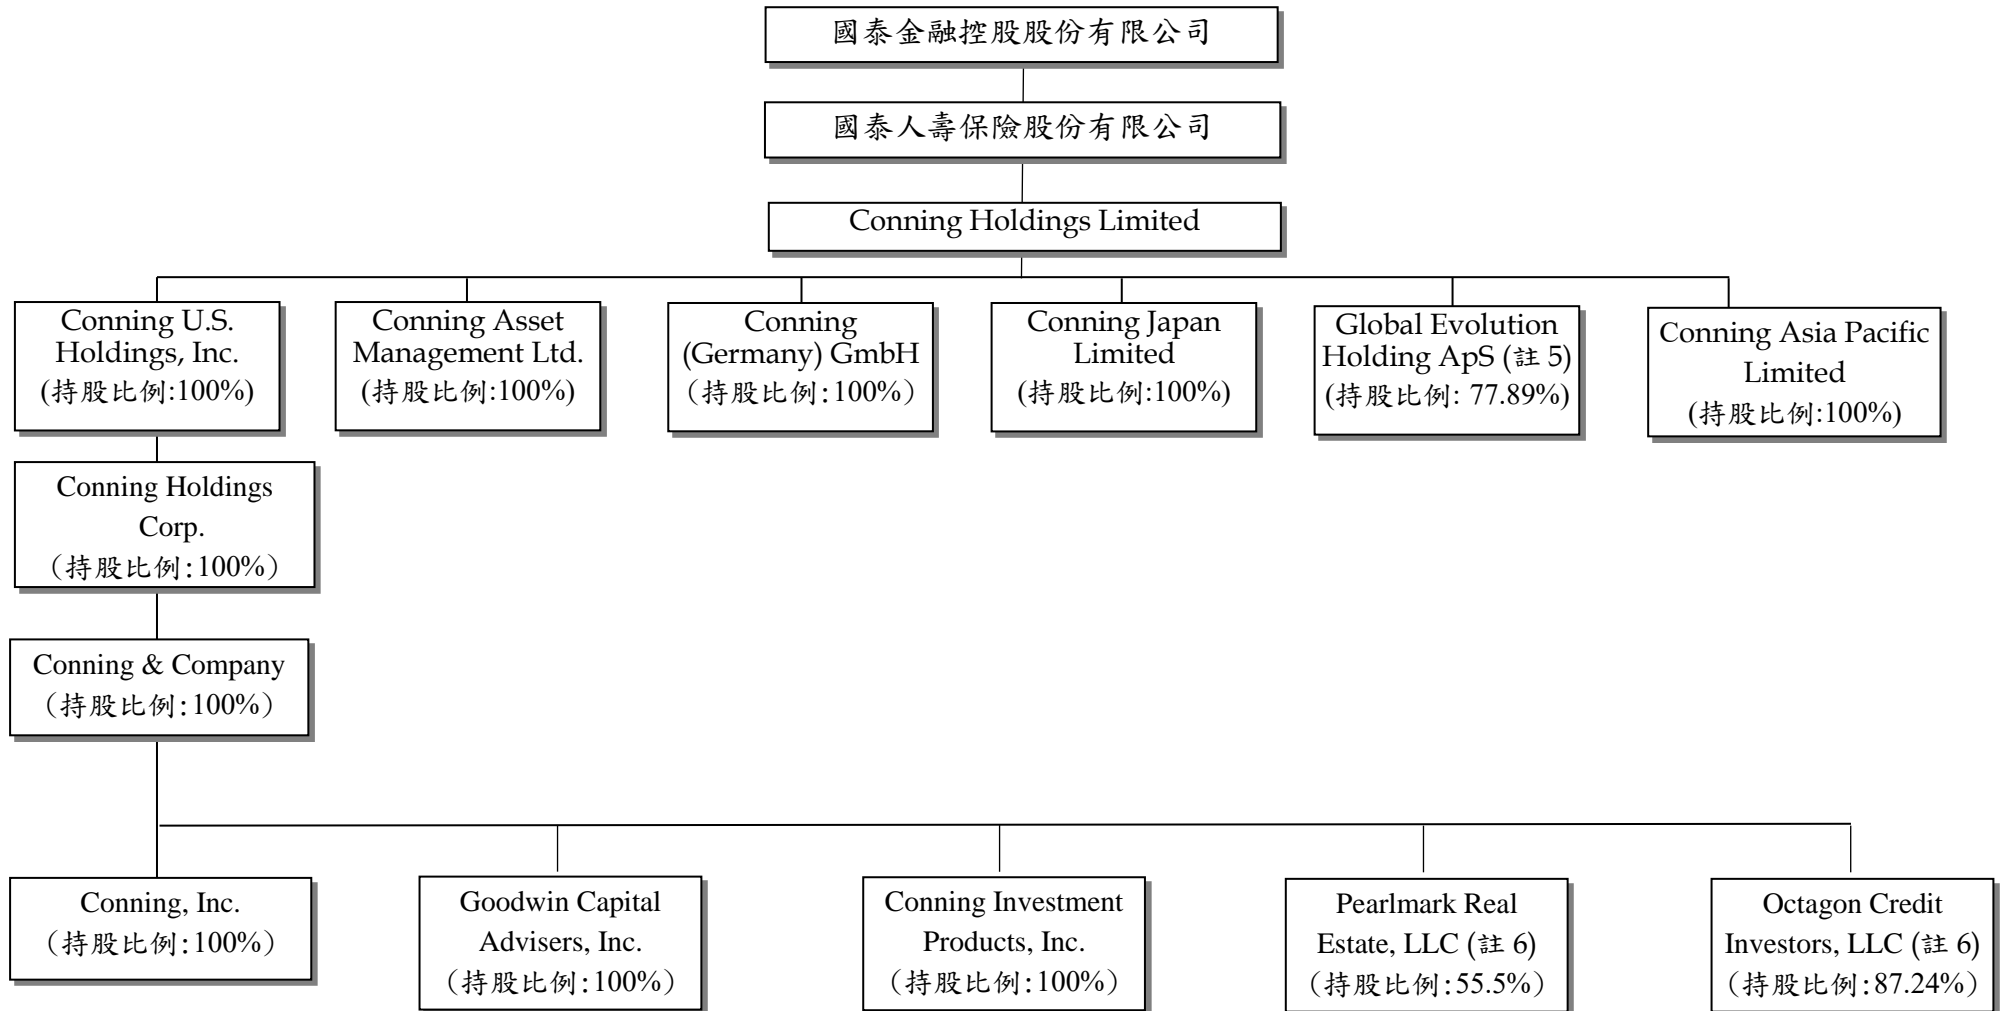 國泰金融控股股份有限公司
國泰人壽保險股份有限公司
Conning Holdings Limited
Conning U.S.
Holdings, Inc.
(持股比例:100%)
Conning Asset
Management Ltd.
(持股比例:100%)
Conning
(Germany) GmbH
（持股比例:100%）
Conning Japan
Limited
(持股比例:100%)
Global Evolution
Holding ApS (註 5)
(持股比例: 77.89%)
Conning Asia Pacific
Limited
(持股比例:100%)
Conning Holdings
Corp.
（持股比例:100%）
Conning & Company
（持股比例:100%）
Conning, Inc.
（持股比例:100%）
Goodwin Capital
Advisers, Inc.
（持股比例:100%）
Conning Investment
Products, Inc.
（持股比例:100%）
Pearlmark Real
Estate, LLC (註 6)
（持股比例:55.5%）
Octagon Credit
Investors, LLC (註 6)
（持股比例:87.24%）